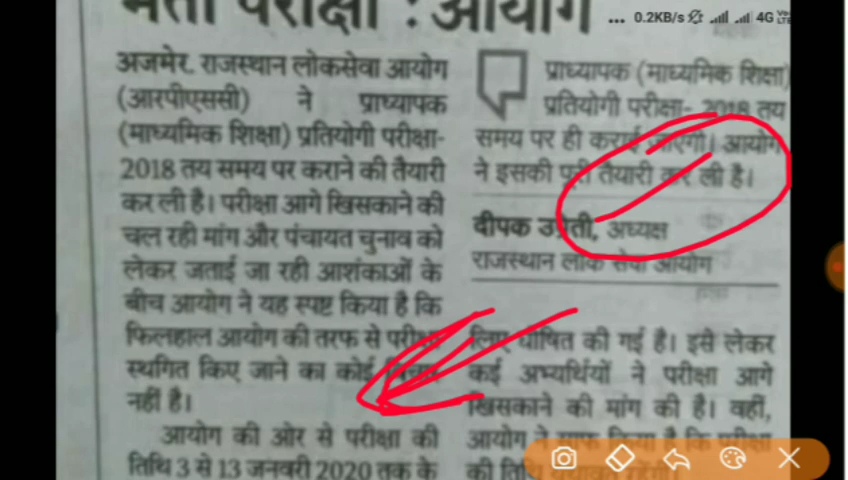 भर्ती परीक्षा : आयोग
... 0.2KB/s 4G
अजमेर. राजस्थान लोकसेवा आयोग
(आरपीएससी) ने प्राध्यापक
(माध्यमिक शिक्षा) प्रतियोगी परीक्षा-
2018 तय समय पर कराने की तैयारी
कर ली है। परीक्षा आगे खिसकाने की
चल रही मांग और पंचायत चुनाव को
लेकर जताई जा रही आशंकाओं के
बीच आयोग ने यह स्पष्ट किया है कि
फिलहाल आयोग की तरफ से परीक्षा
स्थगित किए जाने का कोई विचार
नहीं है।
आयोग की ओर से परीक्षा की
तिथि 3 से 13 जनवरी 2020 तक के
प्राध्यापक (माध्यमिक शिक्षा)
प्रतियोगी परीक्षा- 2018 तय
समय पर ही कराई जाएगी। आयोग
ने इसकी पूरी तैयारी कर ली है।
दीपक उप्रेती, अध्यक्ष
राजस्थान लोक सेवा आयोग
लिए घोषित की गई है। इसे लेकर
कई अभ्यर्थियों ने परीक्षा आगे
खिसकाने की मांग की है। वहीं,
आयोग ने साफ किया है कि परीक्षा
की तिथि